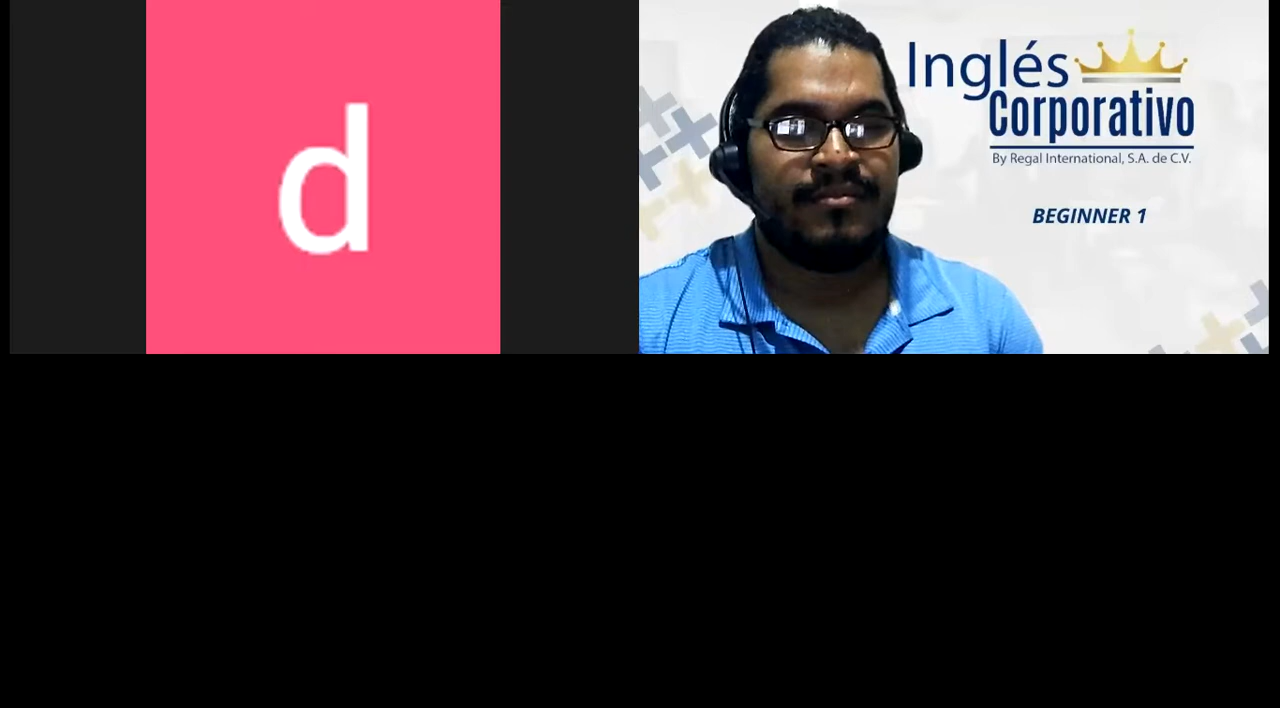 d
Inglés
Corporativo
By Regal International, S.A. de C.V.
BEGINNER 1